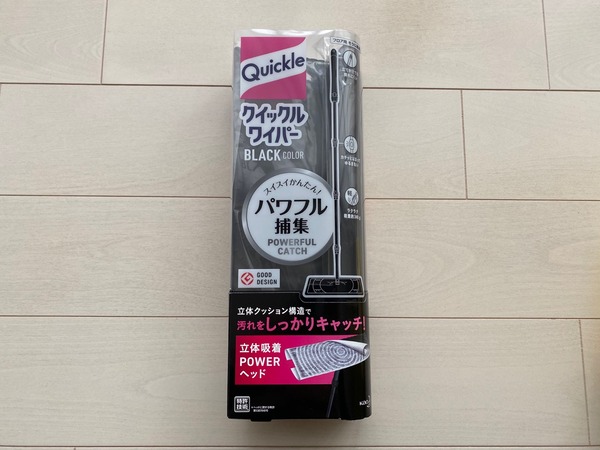 Quickle
クイックル
ワイパー
BLACK COLOR
スイスイかんたん!
パワフル
捕集
POWERFUL
CATCH
GOOD
DESIGN
立体クッション構造で
汚れをしっかりキャッチ!
立体吸着
POWER
ヘッド
特許
技術